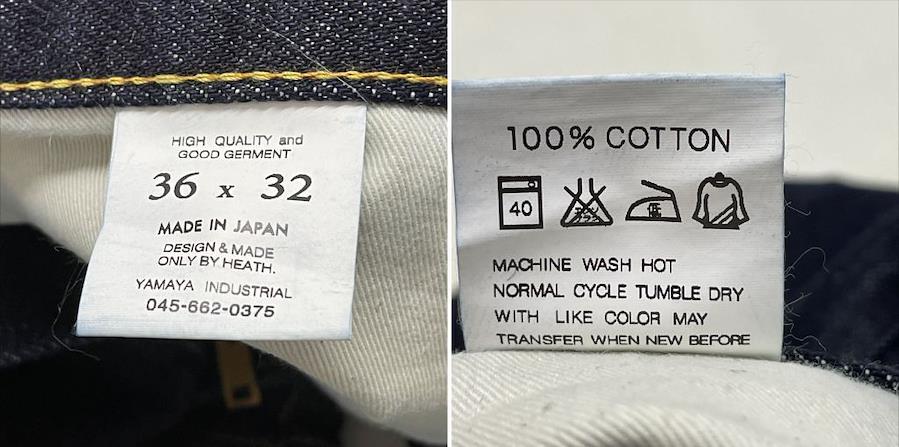 HIGH QUALITY and
GOOD GERMENT
36 x 32
MADE IN JAPAN
DESIGN & MADE
ONLY BY HEATH.
YAMAYA INDUSTRIAL
045-662-0375
100% COTTON
40
低
MACHINE WASH HOT
NORMAL CYCLE TUMBLE DRY
WITH LIKE COLOR MAY
TRANSFER WHEN NEW BEFORE